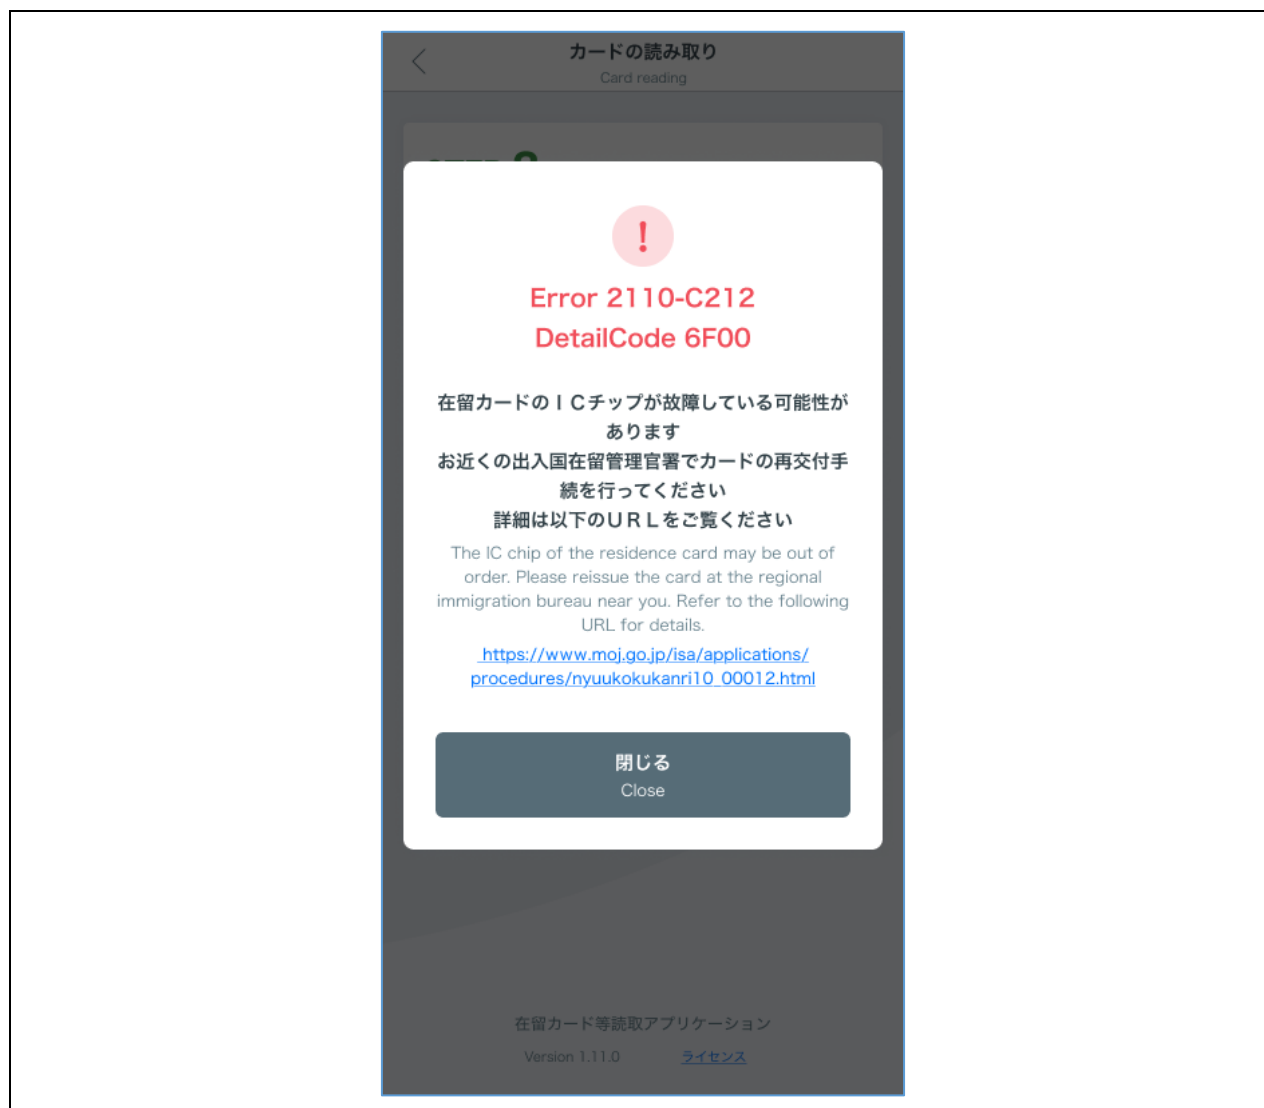 カードの読み取り
Card reading
Error 2110-C212
DetailCode 6F00
在留カードのＩＣチップが故障している可能性が
あります
お近くの出入国在留管理官署でカードの再交付手
続を行ってください
詳細は以下のＵＲＬをご覧ください
The IC chip of the residence card may be out of
order. Please reissue the card at the regional
immigration bureau near you. Refer to the following
URL for details.
https://www.moj.go.jp/isa/applications/
procedures/nyuukokukanri10_00012.html
閉じる
Close
在留カード等読取アプリケーション
Version 1.11.0 ライセンス